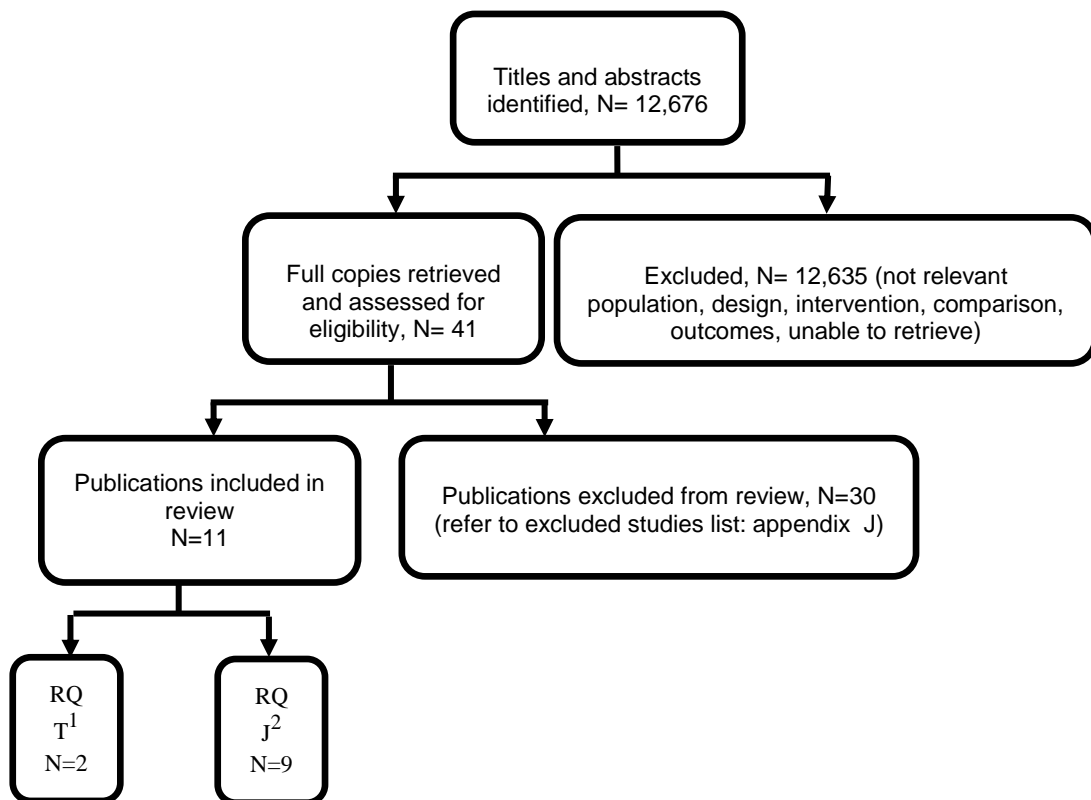 Titles and abstracts
identified, N= 12,676
Full copies retrieved
and assessed for
eligibility, N= 41
Excluded, N= 12,635 (not relevant
population, design, intervention, comparison,
outcomes, unable to retrieve)
Publications included in
review
N=11
Publications excluded from review, N=30
(refer to excluded studies list: appendix J)
RQ
T1
N=2
RQ
J2
N=9